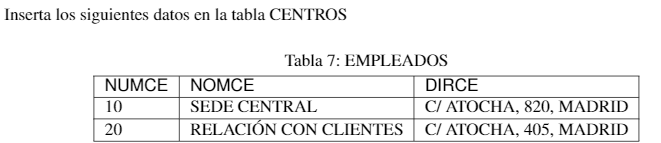 Inserta los siguientes datos en la tabla CENTROS
Tabla 7: EMPLEADOS
NUMCE NOMCE DIRCE
10 SEDE CENTRAL C/ ATOCHA, 820, MADRID
20 RELACIÓN CON CLIENTES C/ ATOCHA, 405, MADRID